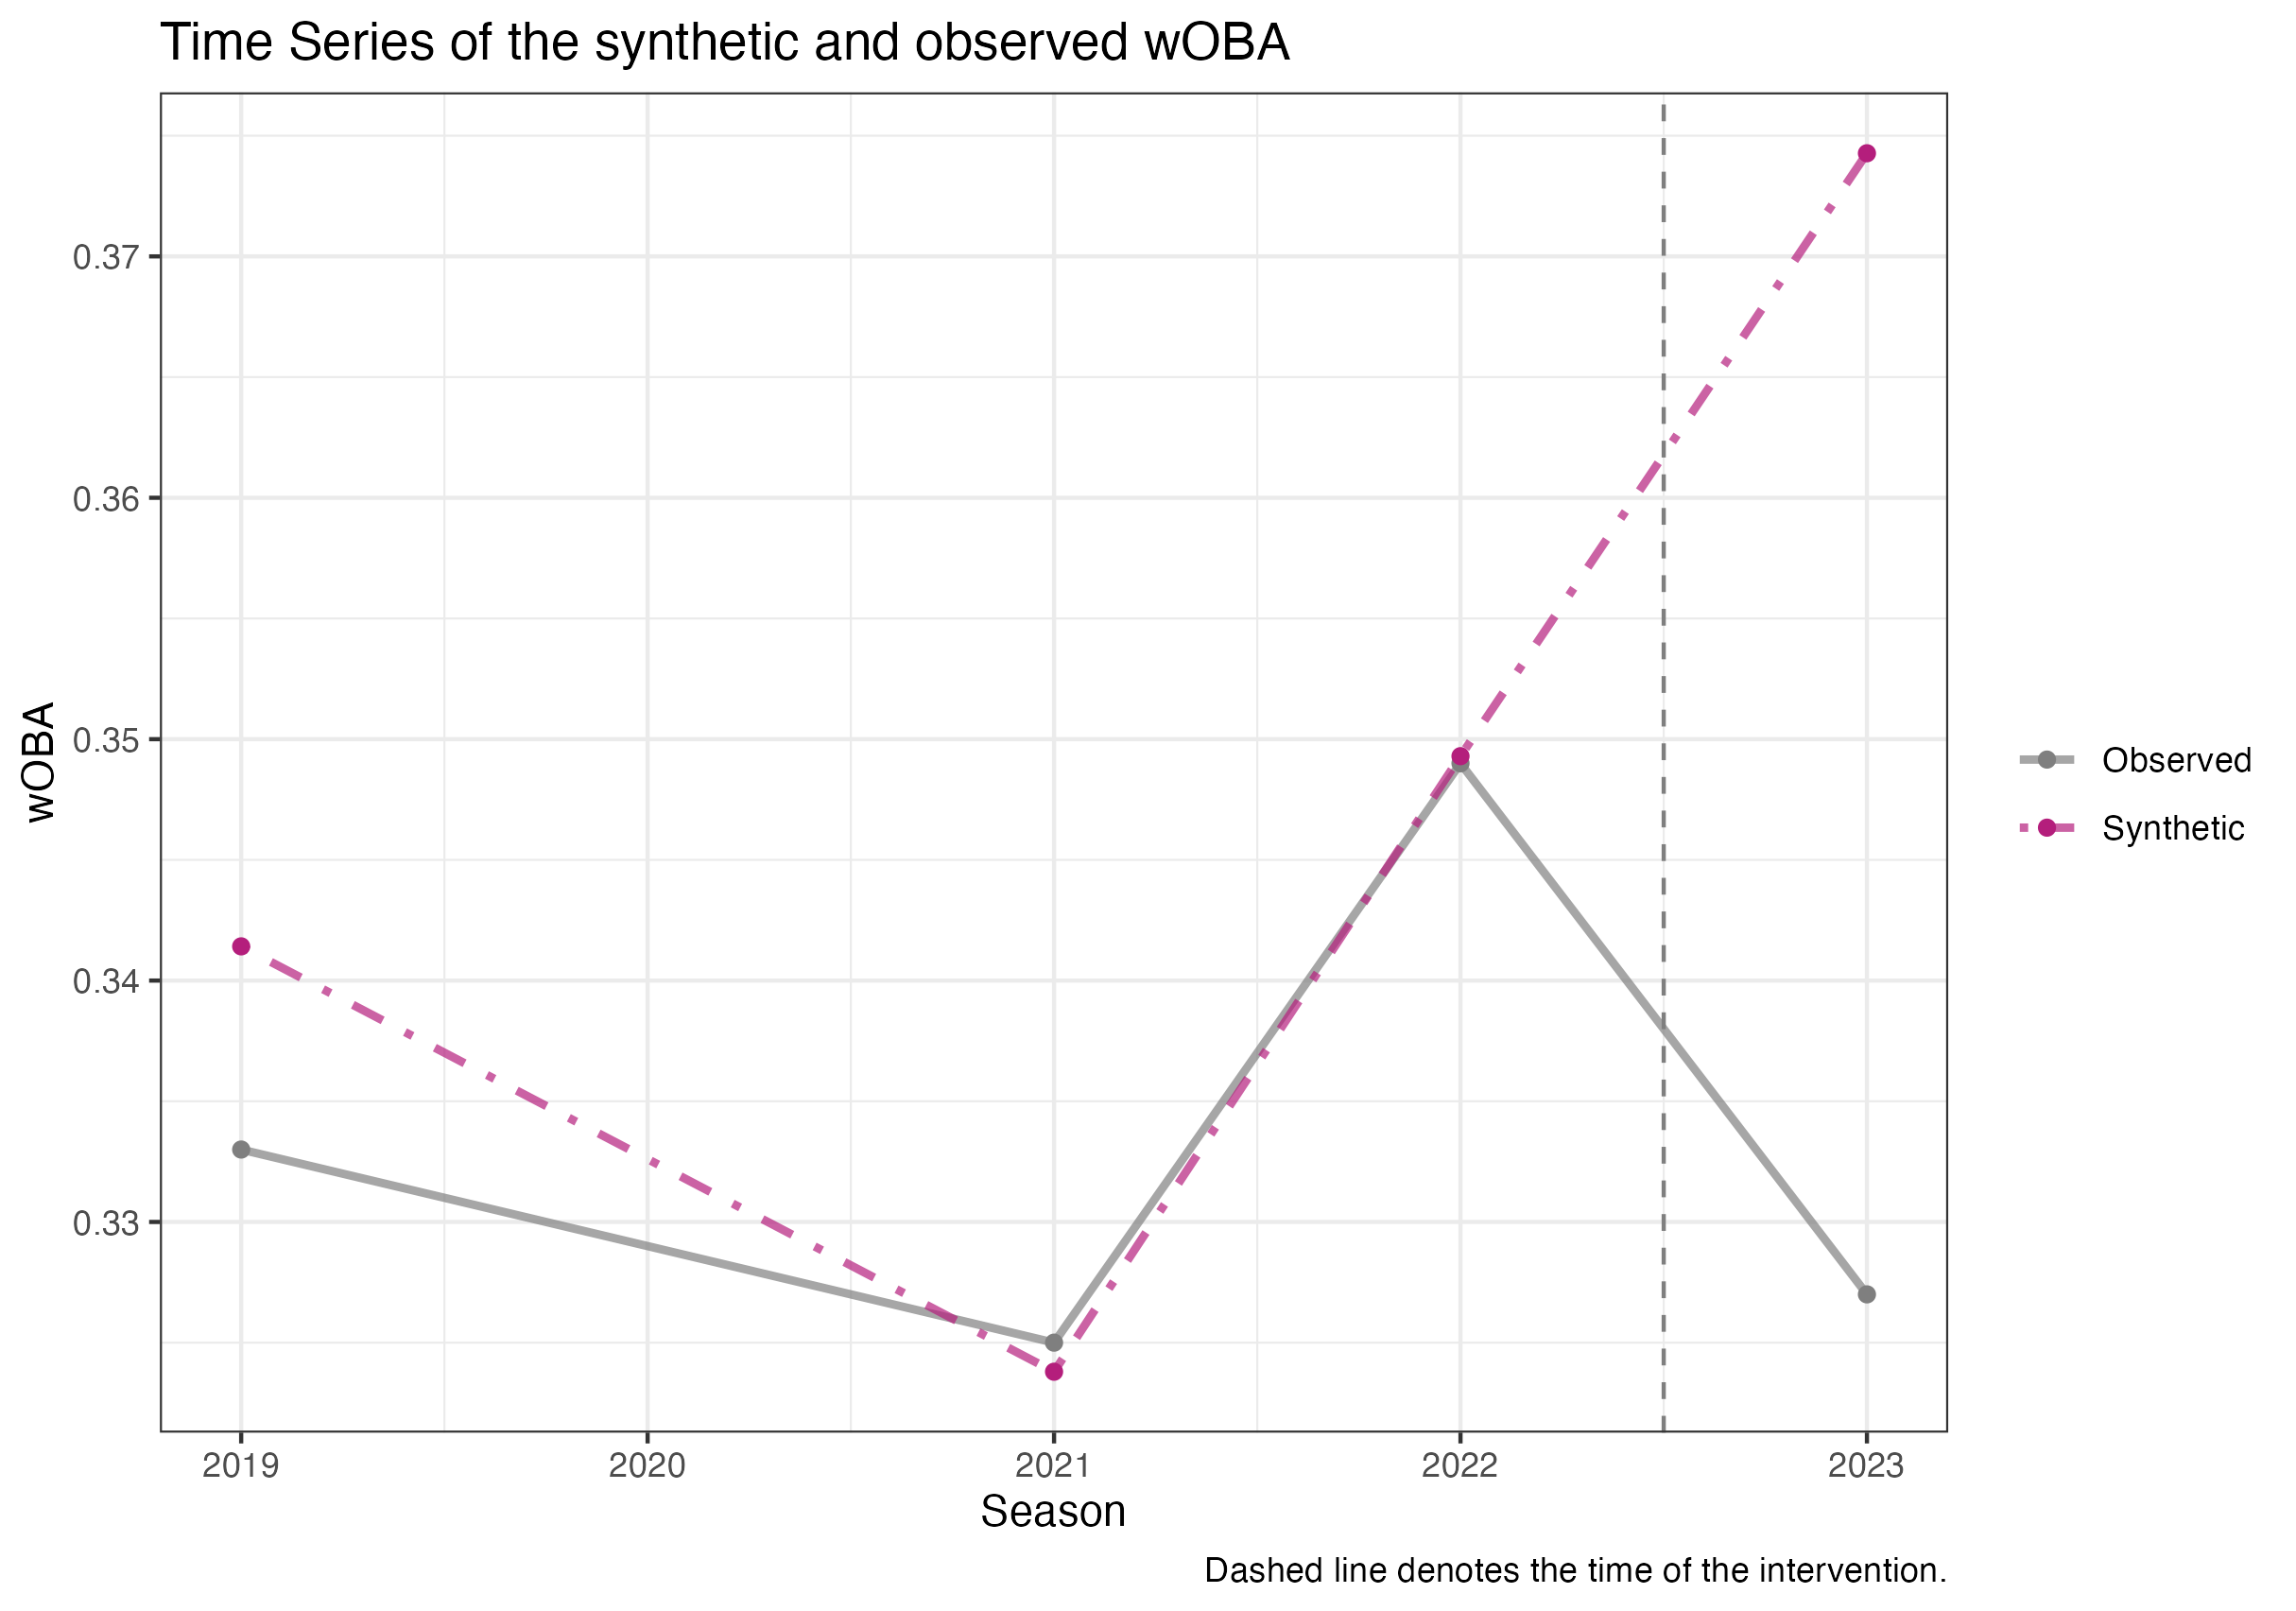 Time Series of the synthetic and observed wOBA
wOBA
0.37
0.36
0.35
0.34
0.33
2019 2020 2021 2022 2023
Season
Observed
Synthetic
Dashed line denotes the time of the intervention.